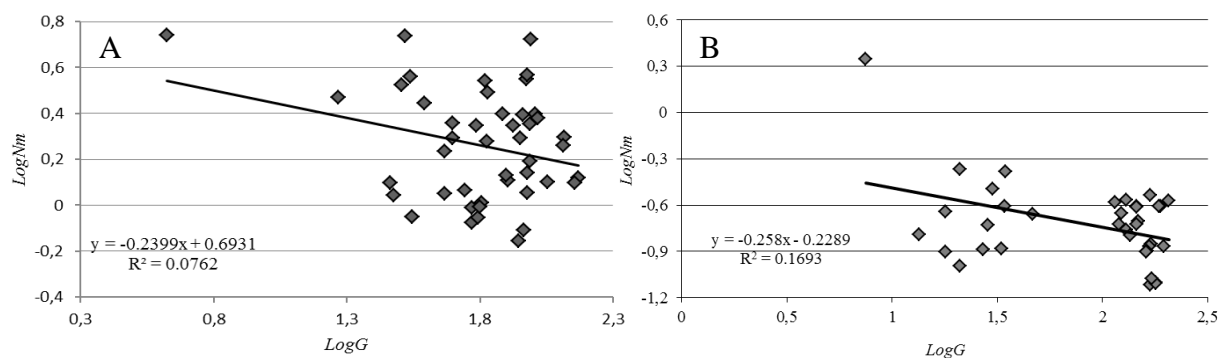 A
0,8
0,6
0,4
0,2
0
-0,2
-0,4
LogNm
y = -0.2399x + 0.6931
R² = 0.0762
0,3 0,8 1,3 1,8 2,3
LogG
B
0,6
0,3
0
-0,3
-0,6
-0,9
-1,2
LogNm
y = -0.258x - 0.2289
R² = 0.1693
0 0,5 1 1,5 2 2,5
LogG